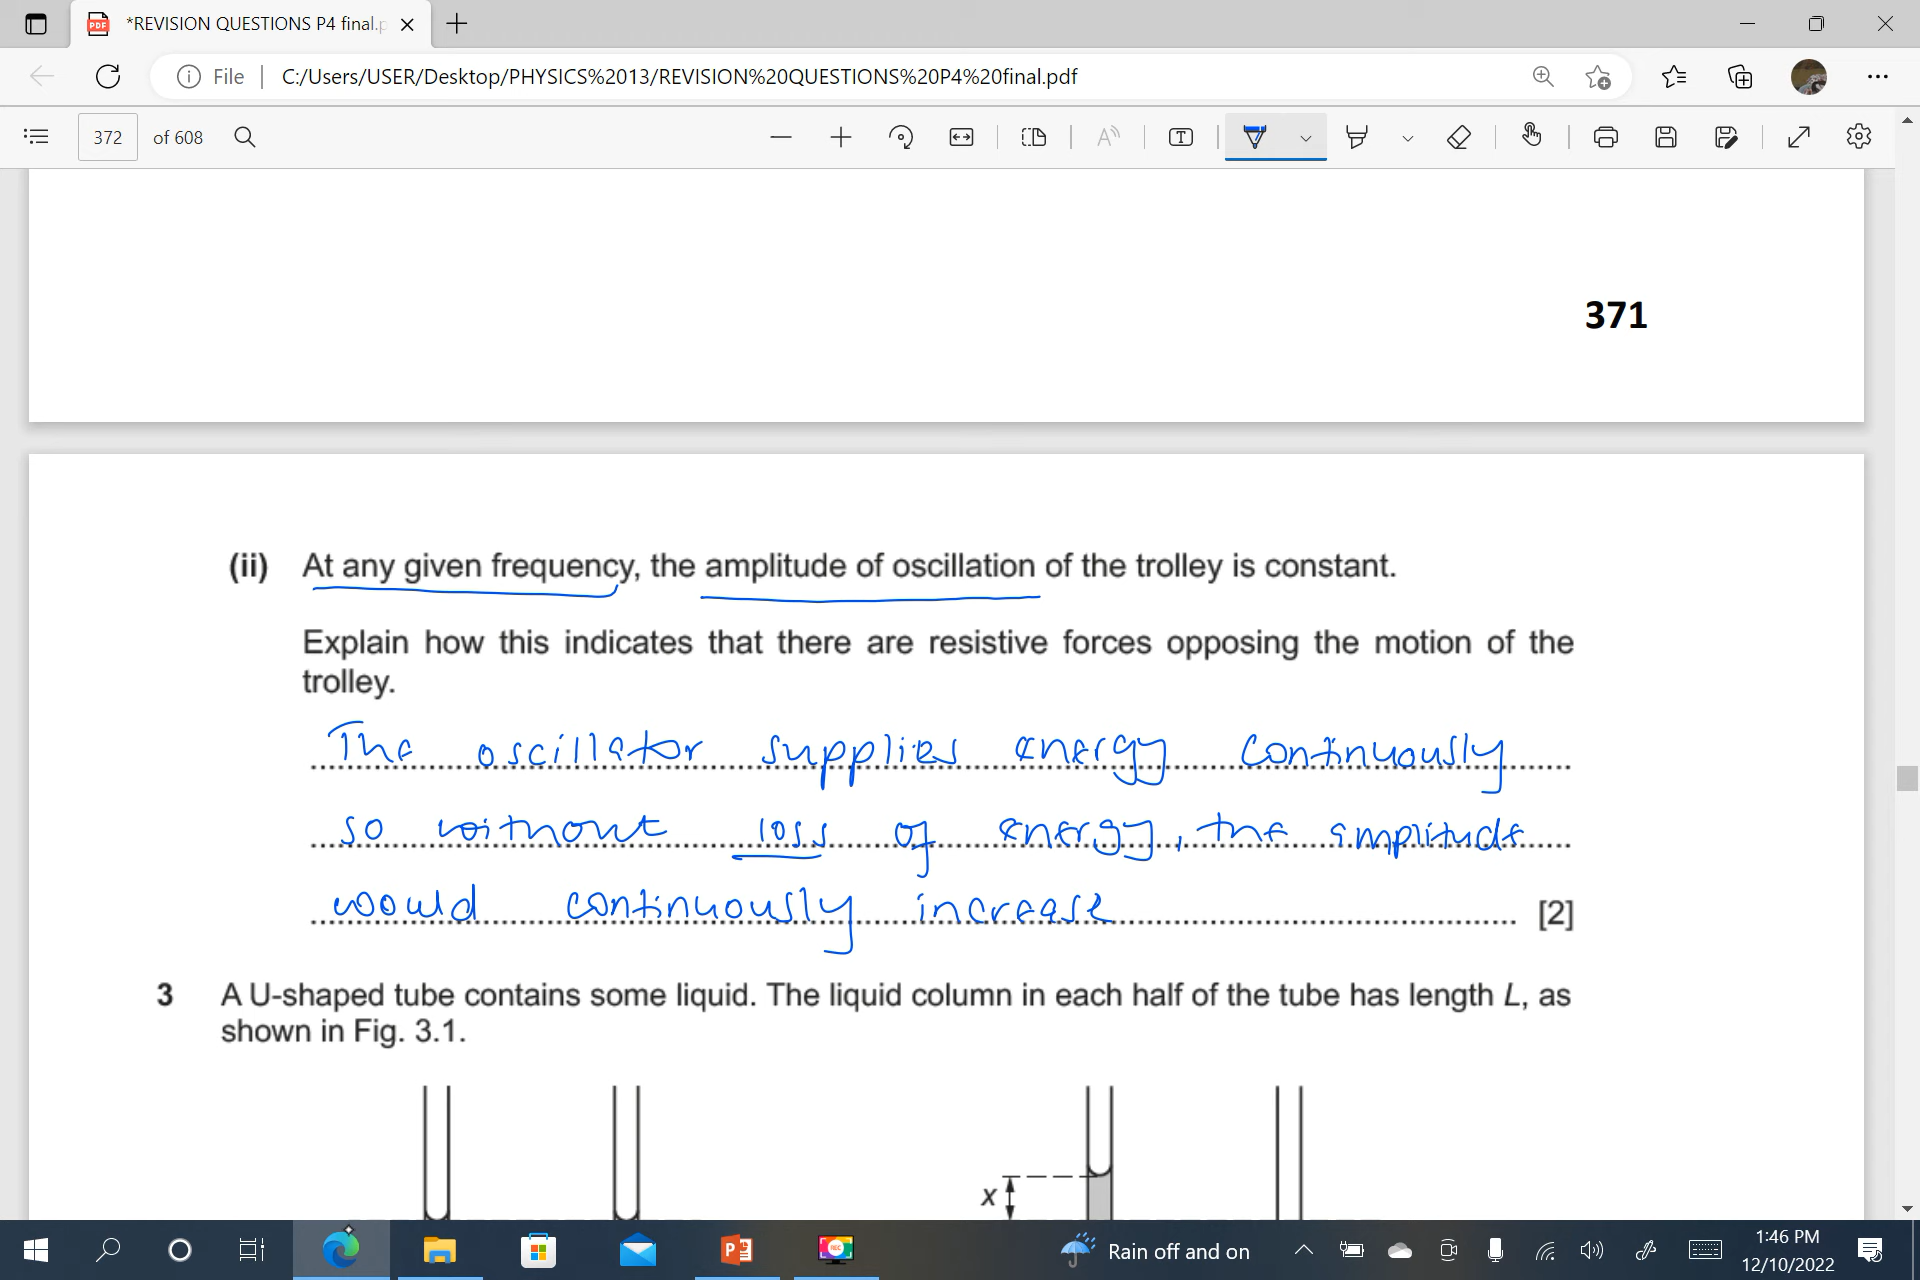 *REVISION QUESTIONS P4 final.p
File
C:/Users/USER/Desktop/PHYSICS%2013/REVISION%20QUESTIONS%20P4%20final.pdf
372 of 608
371
(ii) At any given frequency, the amplitude of oscillation of the trolley is constant.
Explain how this indicates that there are resistive forces opposing the motion of the
trolley.
The oscillator supplies energy continuously
so without loss of energy, the amplitude
would continuously increase [2]
3 A U-shaped tube contains some liquid. The liquid column in each half of the tube has length L, as
shown in Fig. 3.1.
x
Rain off and on
1:46 PM
12/10/2022